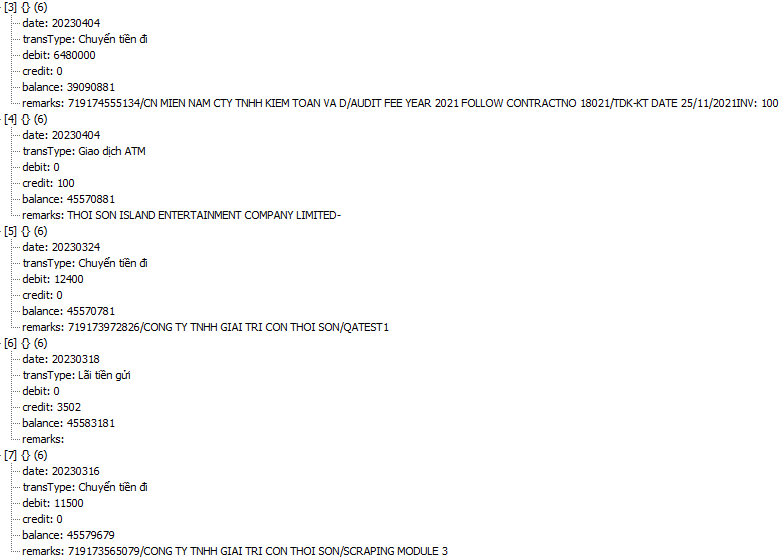 [3] {} (6)
date: 20230404
transType: Chuyển tiền đi
debit: 6480000
credit: 0
balance: 39090881
remarks: 719174555134/CN MIEN NAM CTY TNHH KIEM TOAN VA D/AUDIT FEE YEAR 2021 FOLLOW CONTRACTNO 18021/TDK-KT DATE 25/11/2021INV: 100
[4] {} (6)
date: 20230404
transType: Giao dịch ATM
debit: 0
credit: 100
balance: 45570881
remarks: THOI SON ISLAND ENTERTAINMENT COMPANY LIMITED-
[5] {} (6)
date: 20230324
transType: Chuyển tiền đi
debit: 12400
credit: 0
balance: 45570781
remarks: 719173972826/CONG TY TNHH GIAI TRI CON THOI SON/QATEST1
[6] {} (6)
date: 20230318
transType: Lãi tiền gửi
debit: 0
credit: 3502
balance: 45583181
remarks:
[7] {} (6)
date: 20230316
transType: Chuyển tiền đi
debit: 11500
credit: 0
balance: 45579679
remarks: 719173565079/CONG TY TNHH GIAI TRI CON THOI SON/SCRAPING MODULE 3